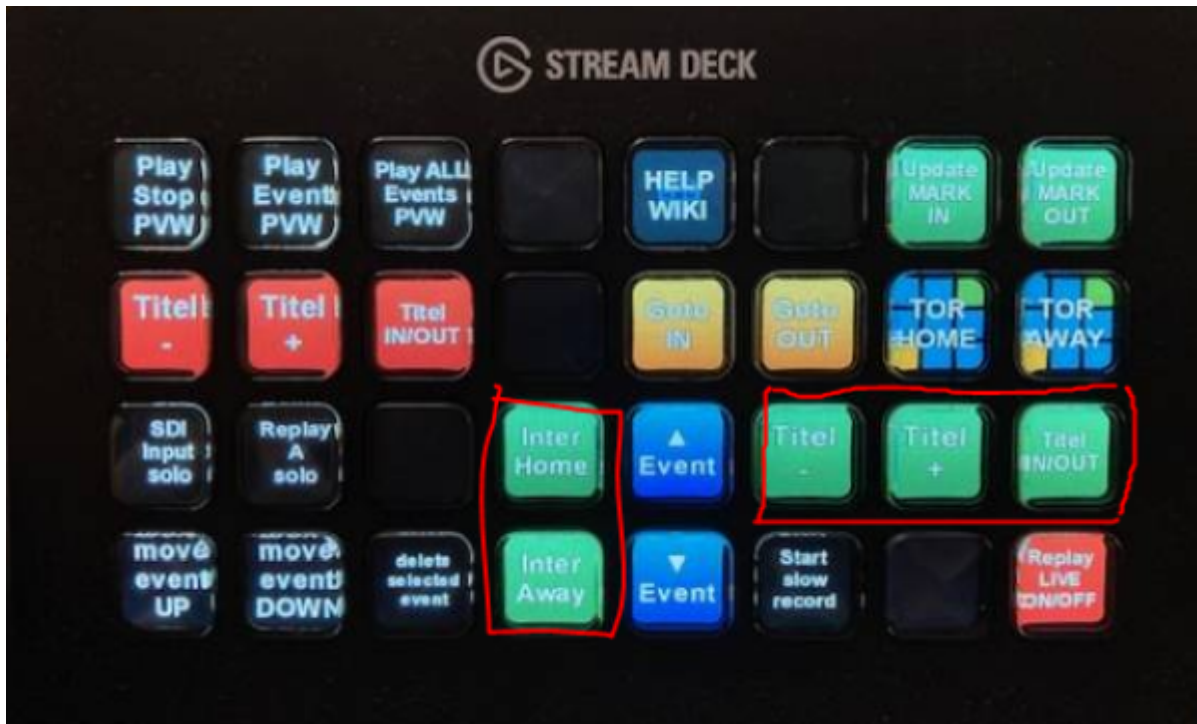 STREAM DECK
Play
Stop
PVW
Play
Event
PVW
Play ALL
Events
PVW
HELP
WIKI
Update
MARK
IN
Update
MARK
OUT
Titel
-
Titel
+
Titel
IN/OUT
Goto
IN
Goto
OUT
TOR
HOME
TOR
AWAY
SDI
Input
solo
Replay
A
solo
Inter
Home
▲
Event
Titel
-
Titel
+
Titel
IN/OUT
move
event
UP
move
event
DOWN
delete
selected
event
Inter
Away
▼
Event
Start
slow
record
Replay
LIVE
ON/OFF